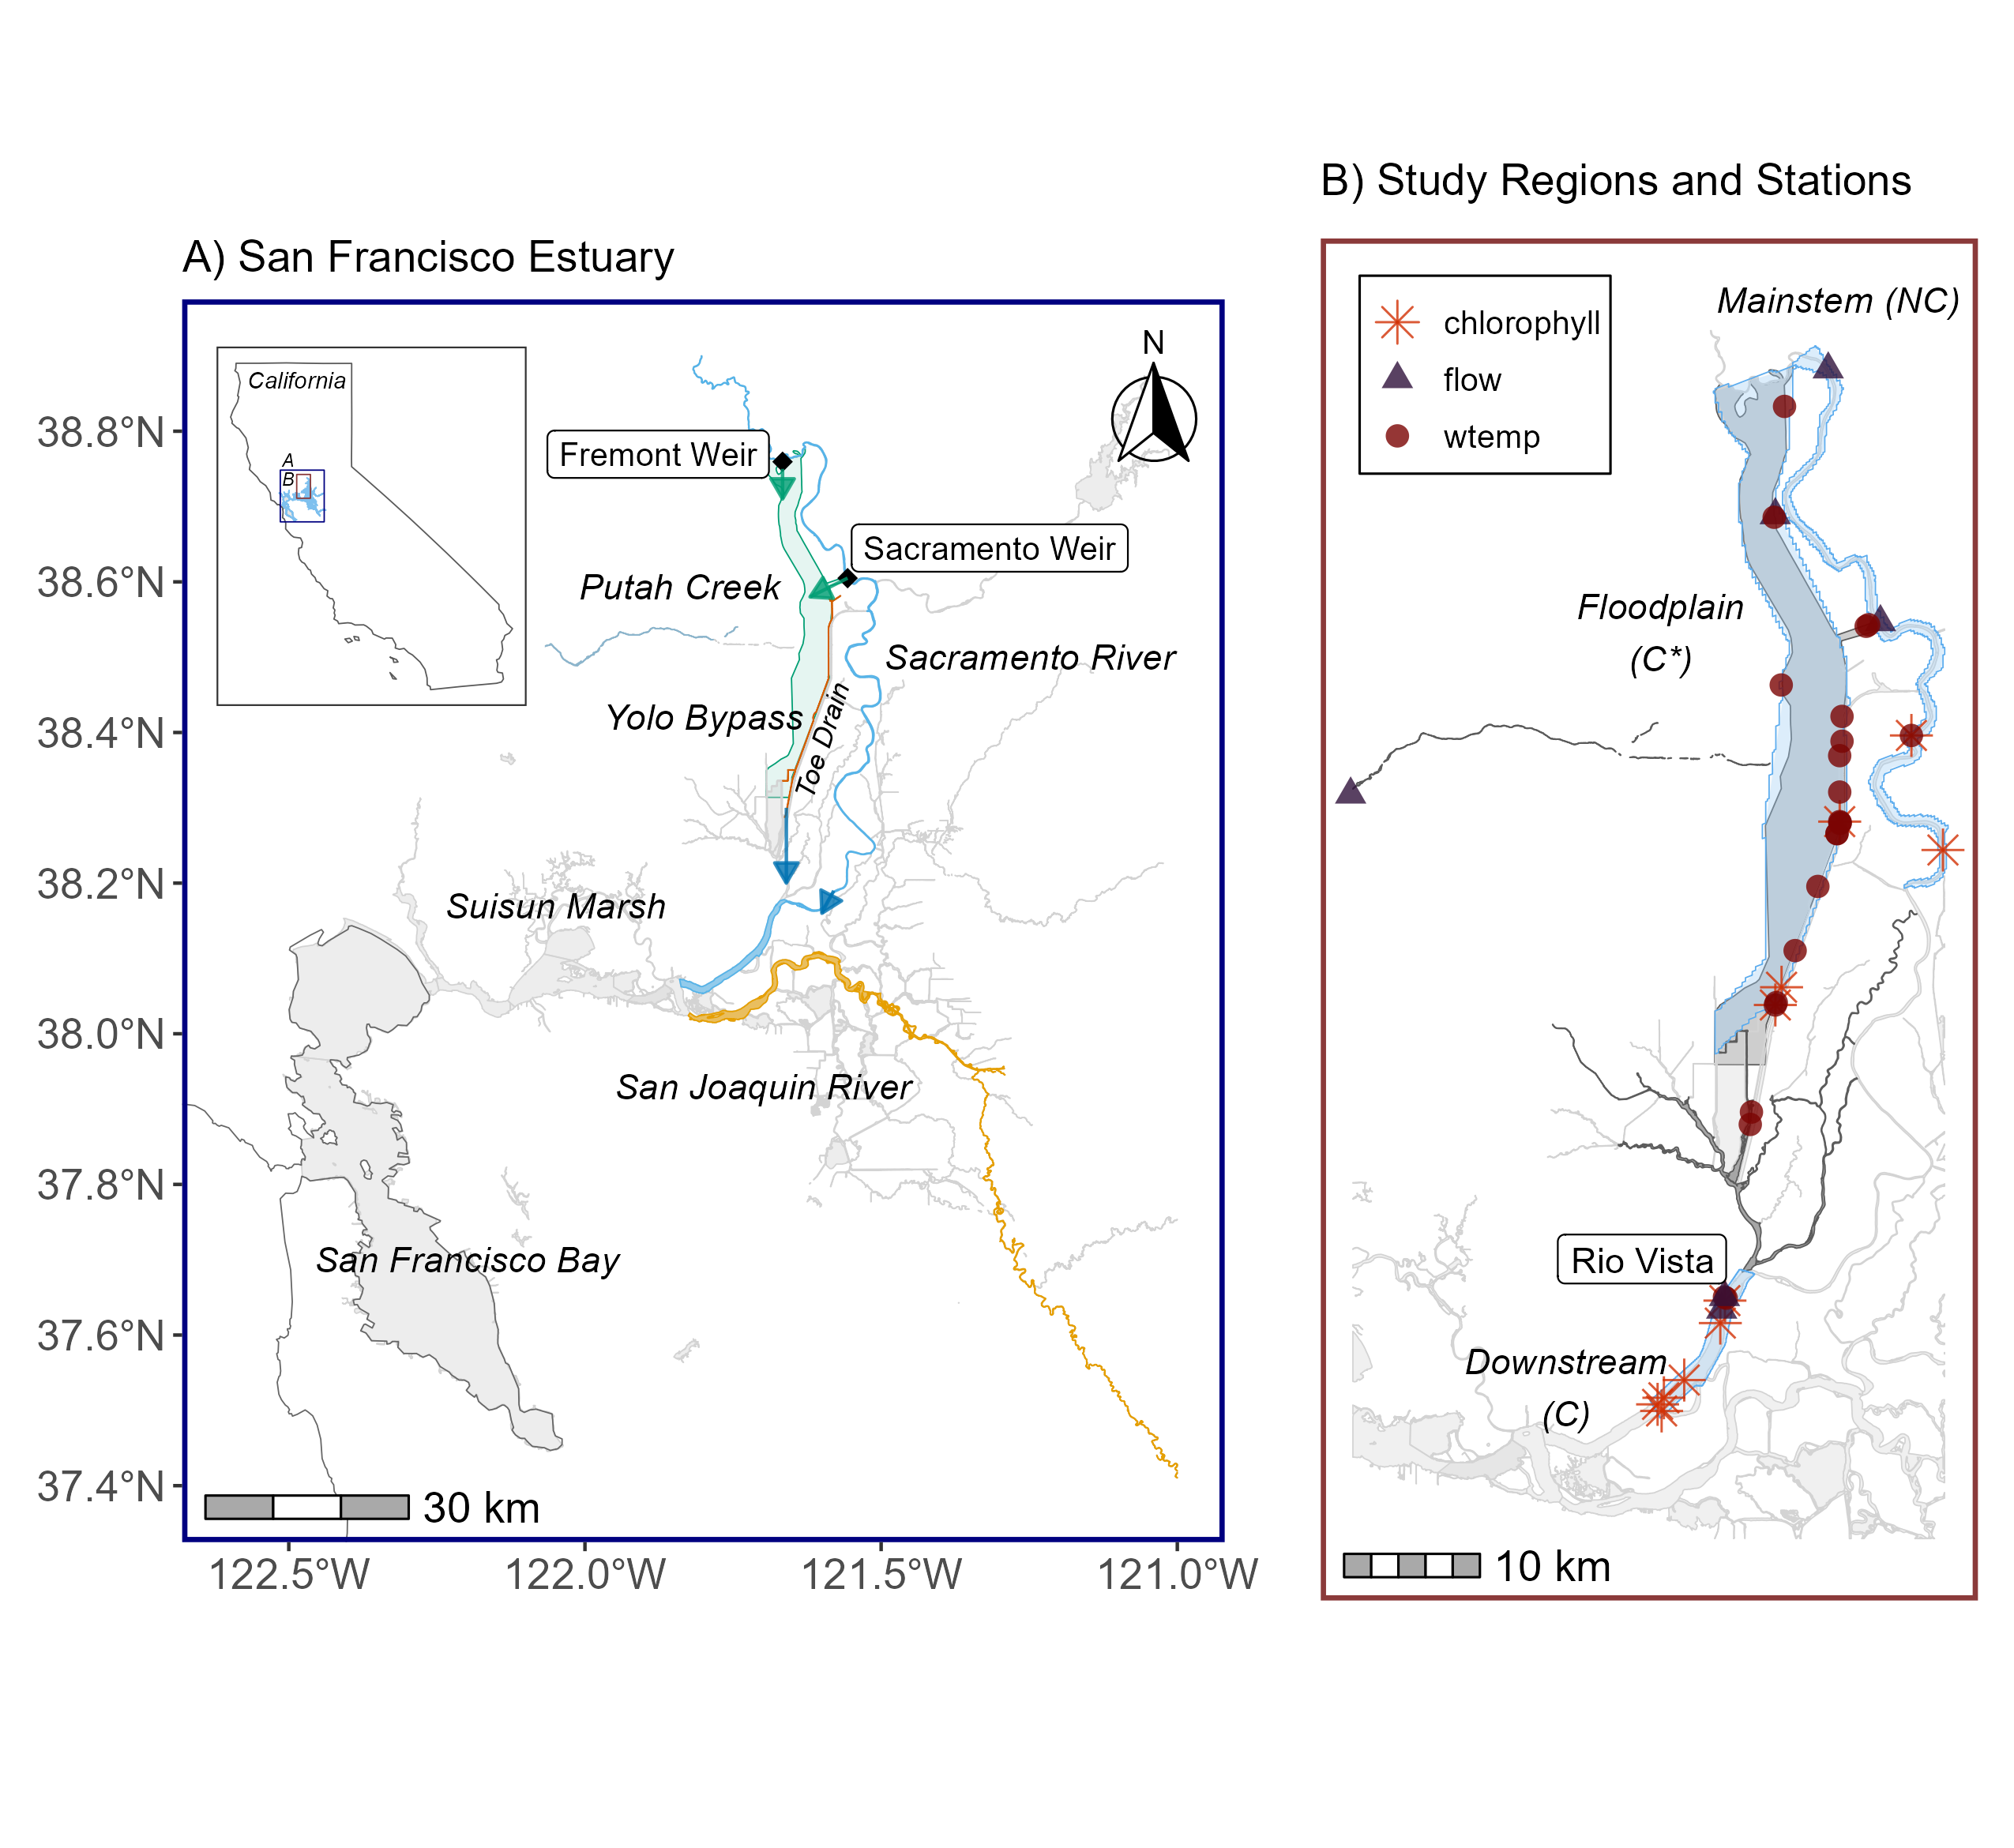 B) Study Regions and Stations
A) San Francisco Estuary
California
A
B
N
Fremont Weir
Sacramento Weir
Putah Creek
Sacramento River
Yolo Bypass
Toe Drain
Suisun Marsh
San Joaquin River
San Francisco Bay
30 km
38.8°N
38.6°N
38.4°N
38.2°N
38.0°N
37.8°N
37.6°N
37.4°N
122.5°W
122.0°W
121.5°W
121.0°W
chlorophyll
flow
wtemp
Mainstem (NC)
Floodplain
(C*)
Rio Vista
Downstream
(C)
10 km